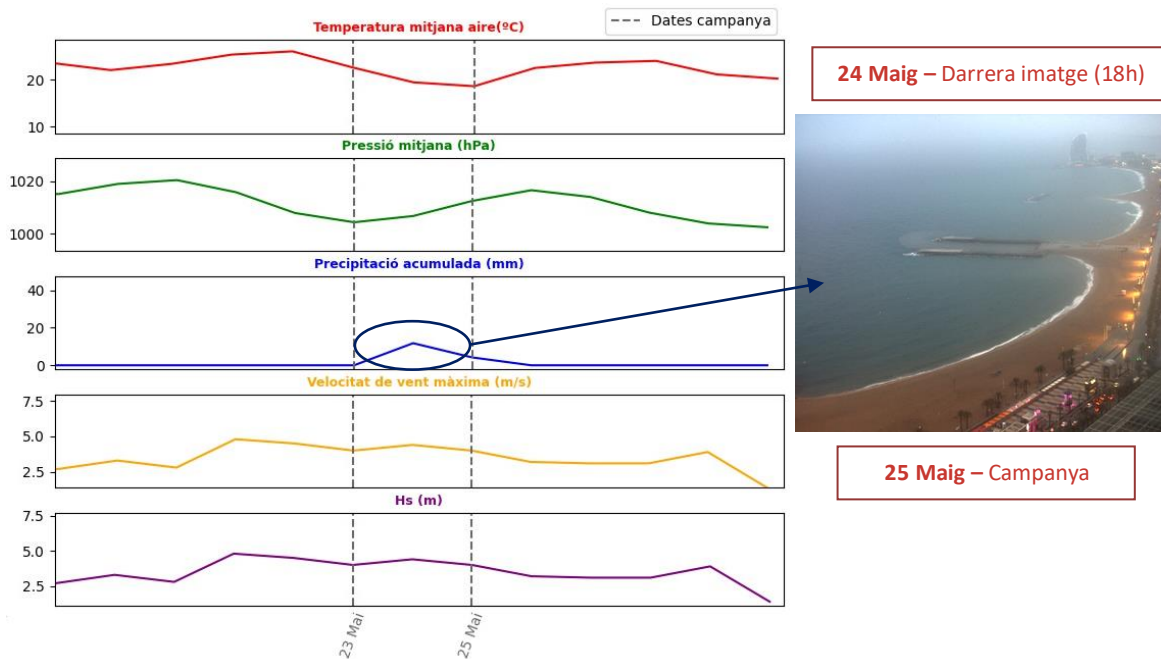 Dates campanya
Temperatura mitjana aire(ºC)
20
10
Pressió mitjana (hPa)
1020
1000
Precipitació acumulada (mm)
40
20
0
Velocitat de vent màxima (m/s)
7.5
5.0
2.5
Hs (m)
7.5
5.0
2.5
23 Mai
25 Mai
24 Maig – Darrera imatge (18h)
25 Maig – Campanya